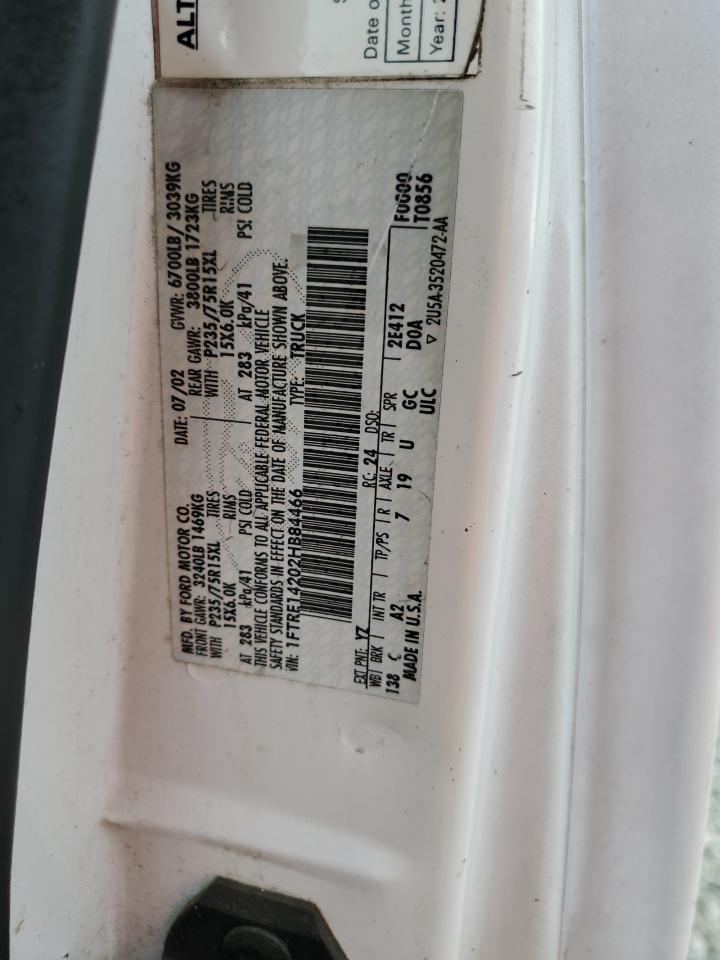 MFD. BY FORD MOTOR CO. DATE: 07/02 GVWR: 6700LB/ 3039KG
FRONT GAWR: 3240LB 1469KG REAR GAWR: 3800LB 1723KG
WITH P235/75R15XL TIRES WITH P235/75R15XL TIRES
15X6.0K RIMS 15X6.0K RIMS
AT 283 kPa/41 PSI COLD AT 283 kPa/41 PSI COLD
THIS VEHICLE CONFORMS TO ALL APPLICABLE FEDERAL MOTOR VEHICLE
SAFETY STANDARDS IN EFFECT ON THE DATE OF MANUFACTURE SHOWN ABOVE.
VIN: 1FTRE14202HB84466 TYPE: TRUCK
EXT PNT: YZ RC: 24 DSO: F0G00
WB BRK INT TR TP/PS R AXLE TR SPR 2E412 T0856
138 C A2 7 19 U GC DOA
MADE IN U.S.A. ULC ▽ 2U5A-3520472-AA
ALT
Date of
Month
Year: 2